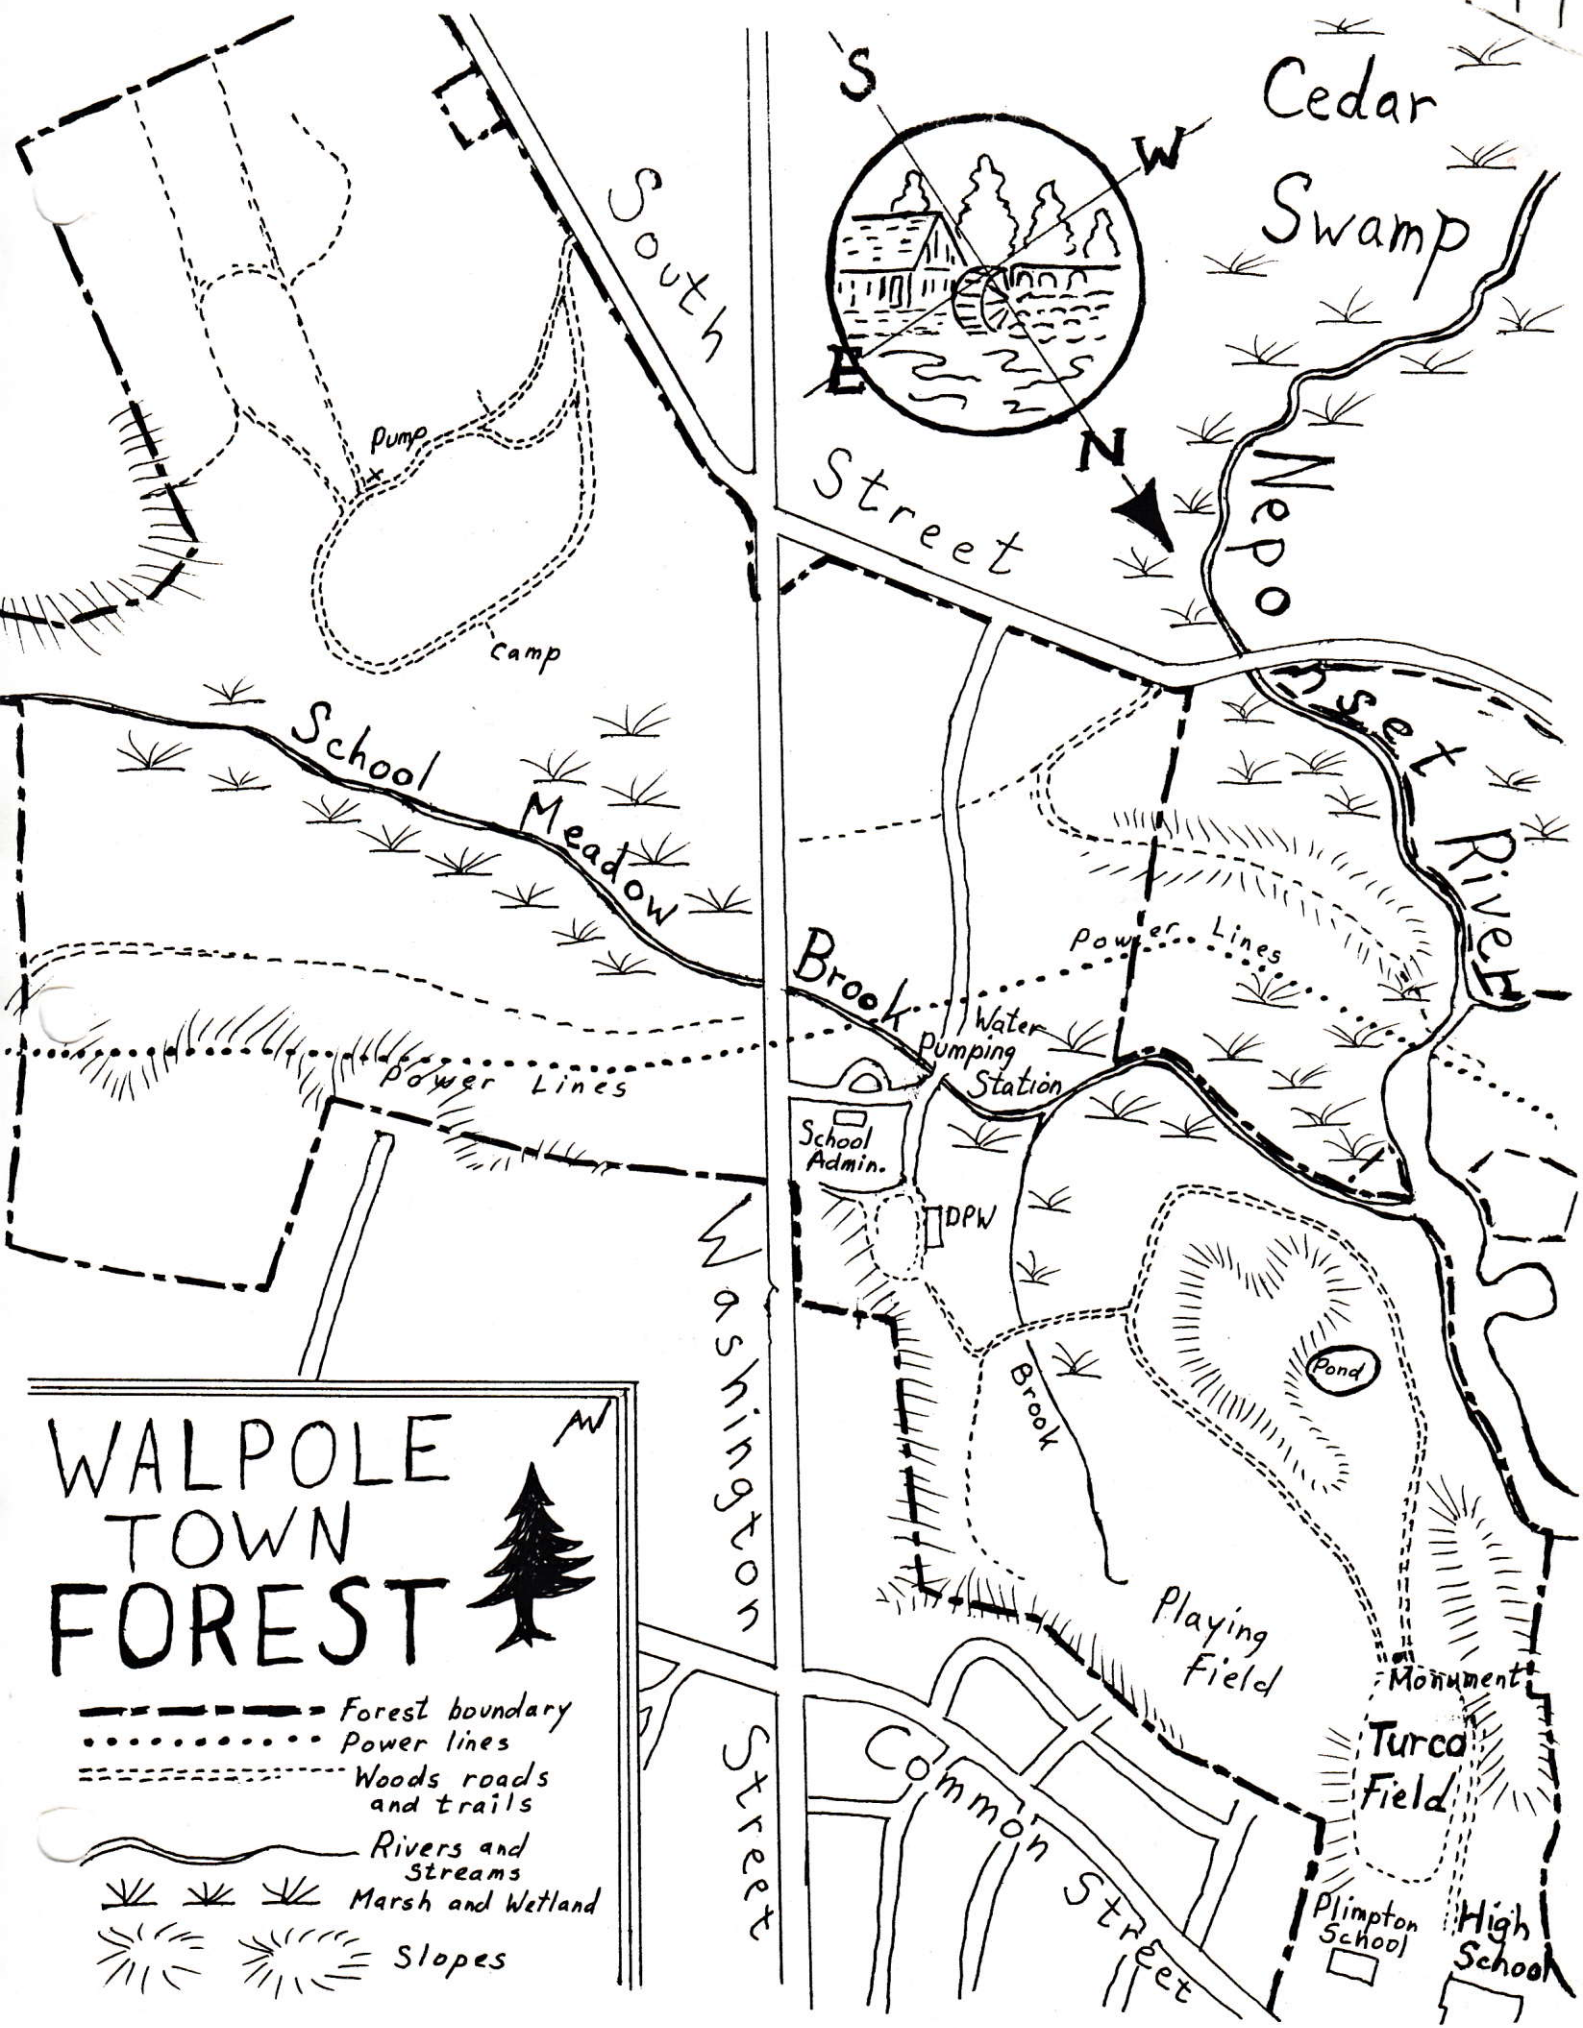 Cedar
Swamp
S
W
E
N
South
Street
Neponset
River
Pump
camp
School
Meadow
Brook
Power Lines
Power Lines
Water
Pumping
Station
School
Admin.
DPW
Brook
Pond
Washington
Street
Playing
Field
Monument
Turco
Field
Common
Street
Plimpton
School
High
School
AW
WALPOLE
TOWN
FOREST
Forest boundary
Power lines
Woods roads
and trails
Rivers and
Streams
Marsh and Wetland
Slopes